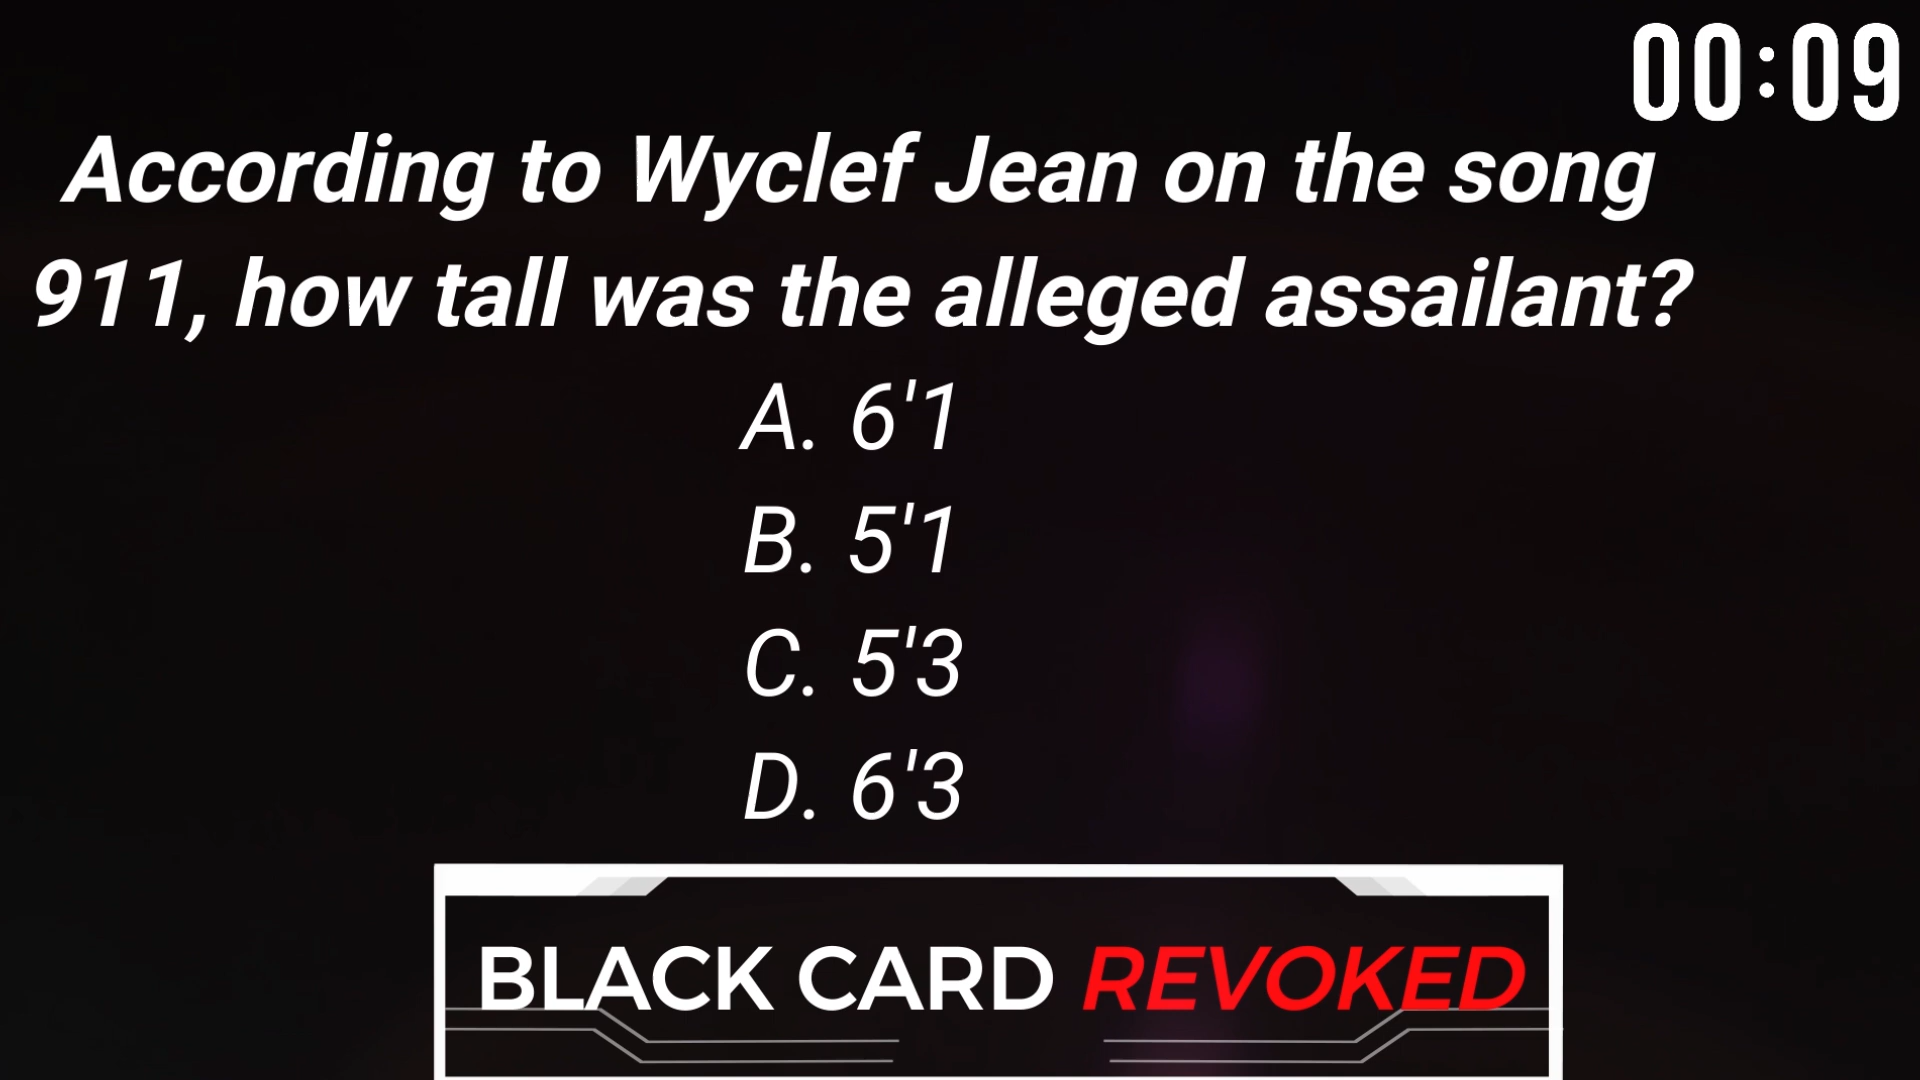 00:09
According to Wyclef Jean on the song
911, how tall was the alleged assailant?
A. 6'1
B. 5'1
C. 5'3
D. 6'3
BLACK CARD REVOKED